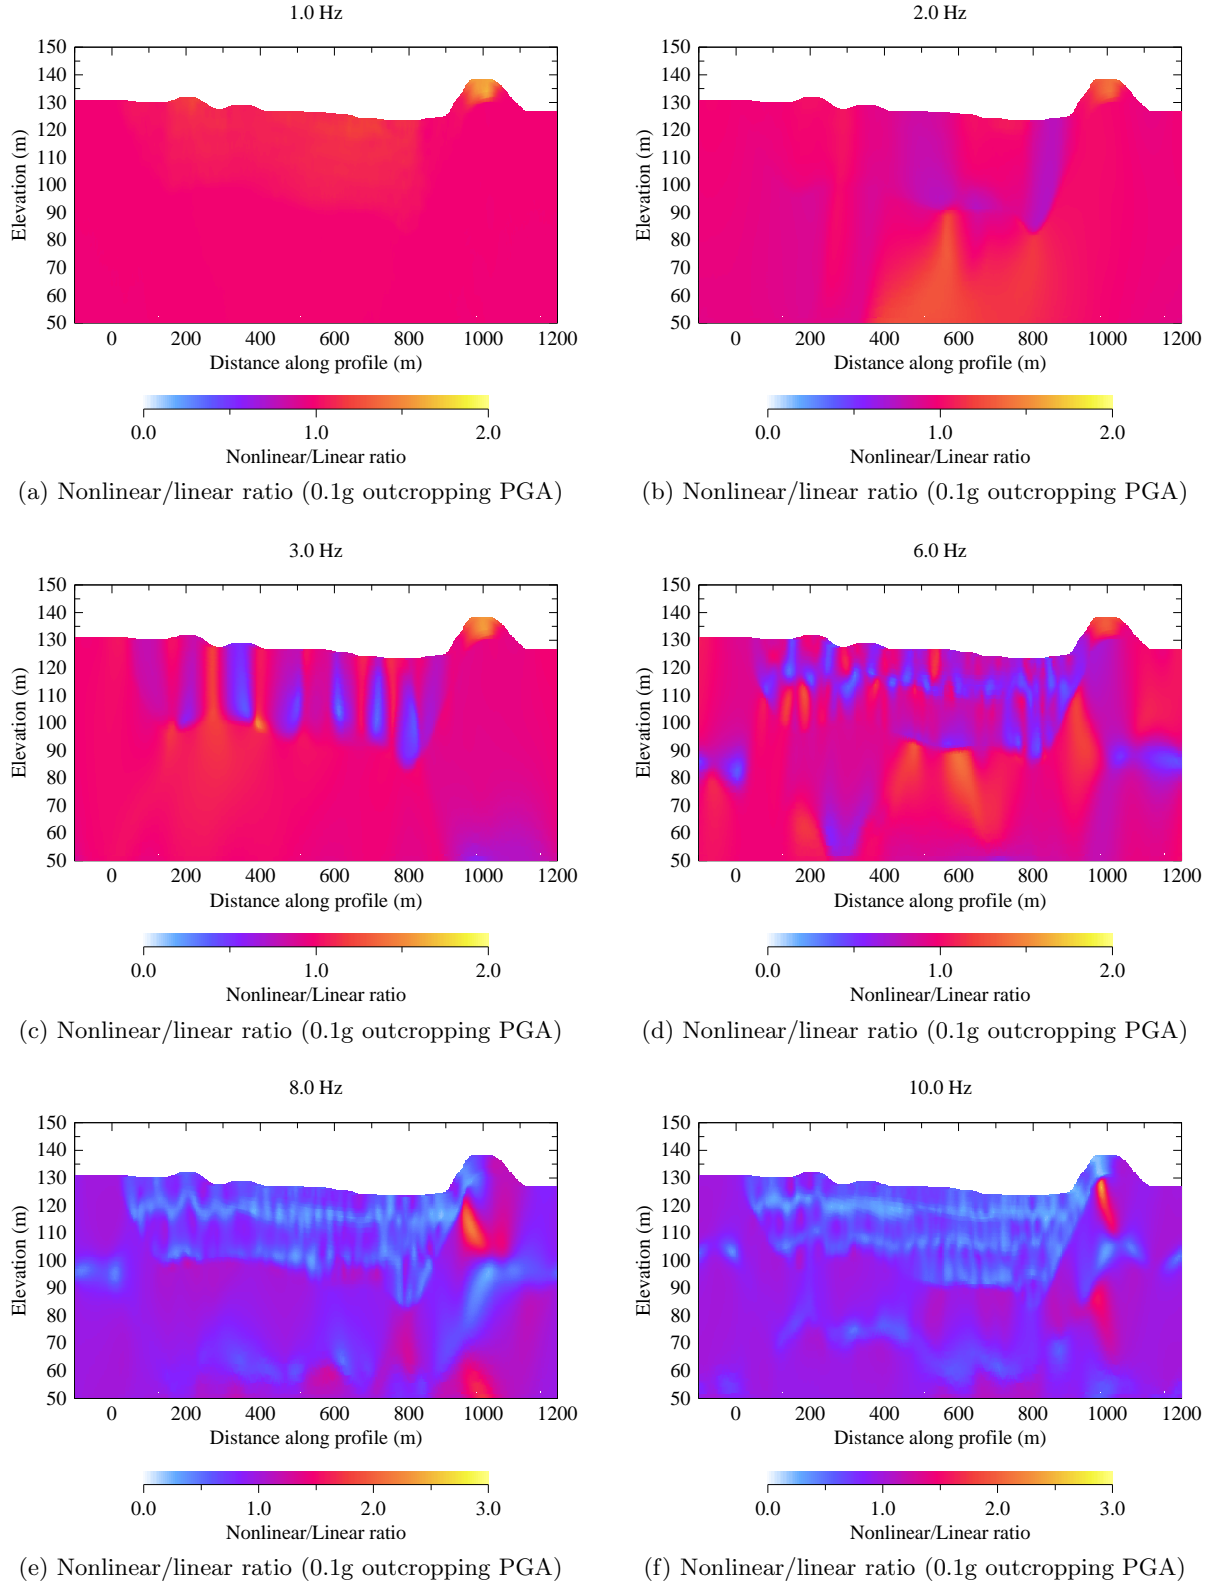 1.0 Hz
150
140
130
120
110
100
90
80
70
60
50
Elevation (m)
0 200 400 600 800 1000 1200
Distance along profile (m)
0.0 1.0 2.0
Nonlinear/Linear ratio
(a) Nonlinear/linear ratio (0.1g outcropping PGA)
2.0 Hz
150
140
130
120
110
100
90
80
70
60
50
Elevation (m)
0 200 400 600 800 1000 1200
Distance along profile (m)
0.0 1.0 2.0
Nonlinear/Linear ratio
(b) Nonlinear/linear ratio (0.1g outcropping PGA)
3.0 Hz
150
140
130
120
110
100
90
80
70
60
50
Elevation (m)
0 200 400 600 800 1000 1200
Distance along profile (m)
0.0 1.0 2.0
Nonlinear/Linear ratio
(c) Nonlinear/linear ratio (0.1g outcropping PGA)
6.0 Hz
150
140
130
120
110
100
90
80
70
60
50
Elevation (m)
0 200 400 600 800 1000 1200
Distance along profile (m)
0.0 1.0 2.0
Nonlinear/Linear ratio
(d) Nonlinear/linear ratio (0.1g outcropping PGA)
8.0 Hz
150
140
130
120
110
100
90
80
70
60
50
Elevation (m)
0 200 400 600 800 1000 1200
Distance along profile (m)
0.0 1.0 2.0 3.0
Nonlinear/Linear ratio
(e) Nonlinear/linear ratio (0.1g outcropping PGA)
10.0 Hz
150
140
130
120
110
100
90
80
70
60
50
Elevation (m)
0 200 400 600 800 1000 1200
Distance along profile (m)
0.0 1.0 2.0 3.0
Nonlinear/Linear ratio
(f) Nonlinear/linear ratio (0.1g outcropping PGA)